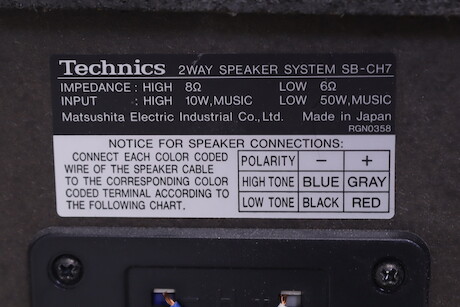 Technics 2WAY SPEAKER SYSTEM SB-CH7
IMPEDANCE : HIGH 8Ω LOW 6Ω
INPUT : HIGH 10W,MUSIC LOW 50W,MUSIC
Matsushita Electric Industrial Co., Ltd. Made in Japan
RGN0358
NOTICE FOR SPEAKER CONNECTIONS:
CONNECT EACH COLOR CODED
WIRE OF THE SPEAKER CABLE
TO THE CORRESPONDING COLOR
CODED TERMINAL ACCORDING TO
THE FOLLOWING CHART.
POLARITY − +
HIGH TONE BLUE GRAY
LOW TONE BLACK RED